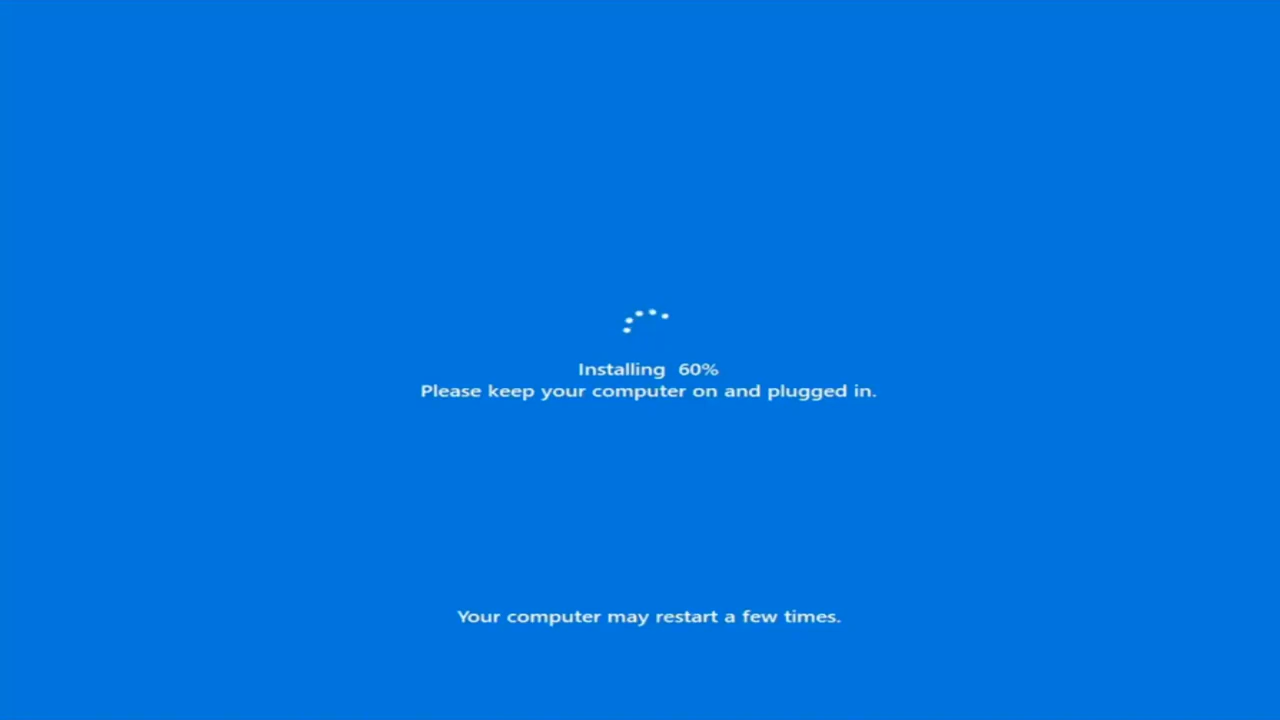 Installing 60%
Please keep your computer on and plugged in.
Your computer may restart a few times.